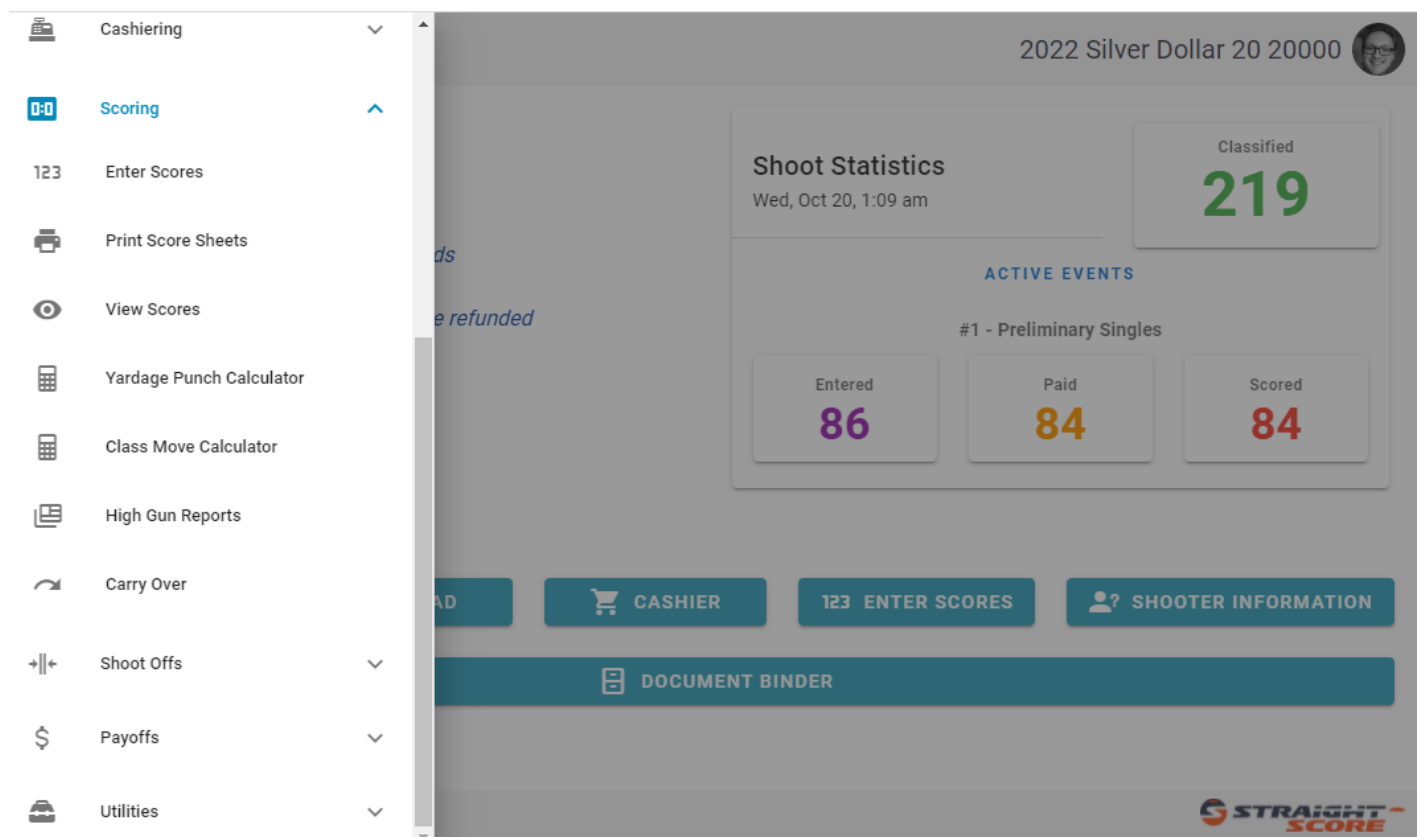 Cashiering
Scoring
123 Enter Scores
Print Score Sheets
View Scores
Yardage Punch Calculator
Class Move Calculator
High Gun Reports
Carry Over
Shoot Offs
$ Payoffs
Utilities
2022 Silver Dollar 20 20000
Shoot Statistics
Wed, Oct 20, 1:09 am
Classified
219
ds
e refunded
ACTIVE EVENTS
#1 - Preliminary Singles
Entered
86
Paid
84
Scored
84
AD
CASHIER
123 ENTER SCORES
? SHOOTER INFORMATION
DOCUMENT BINDER
STRAIGHT-
SCORE